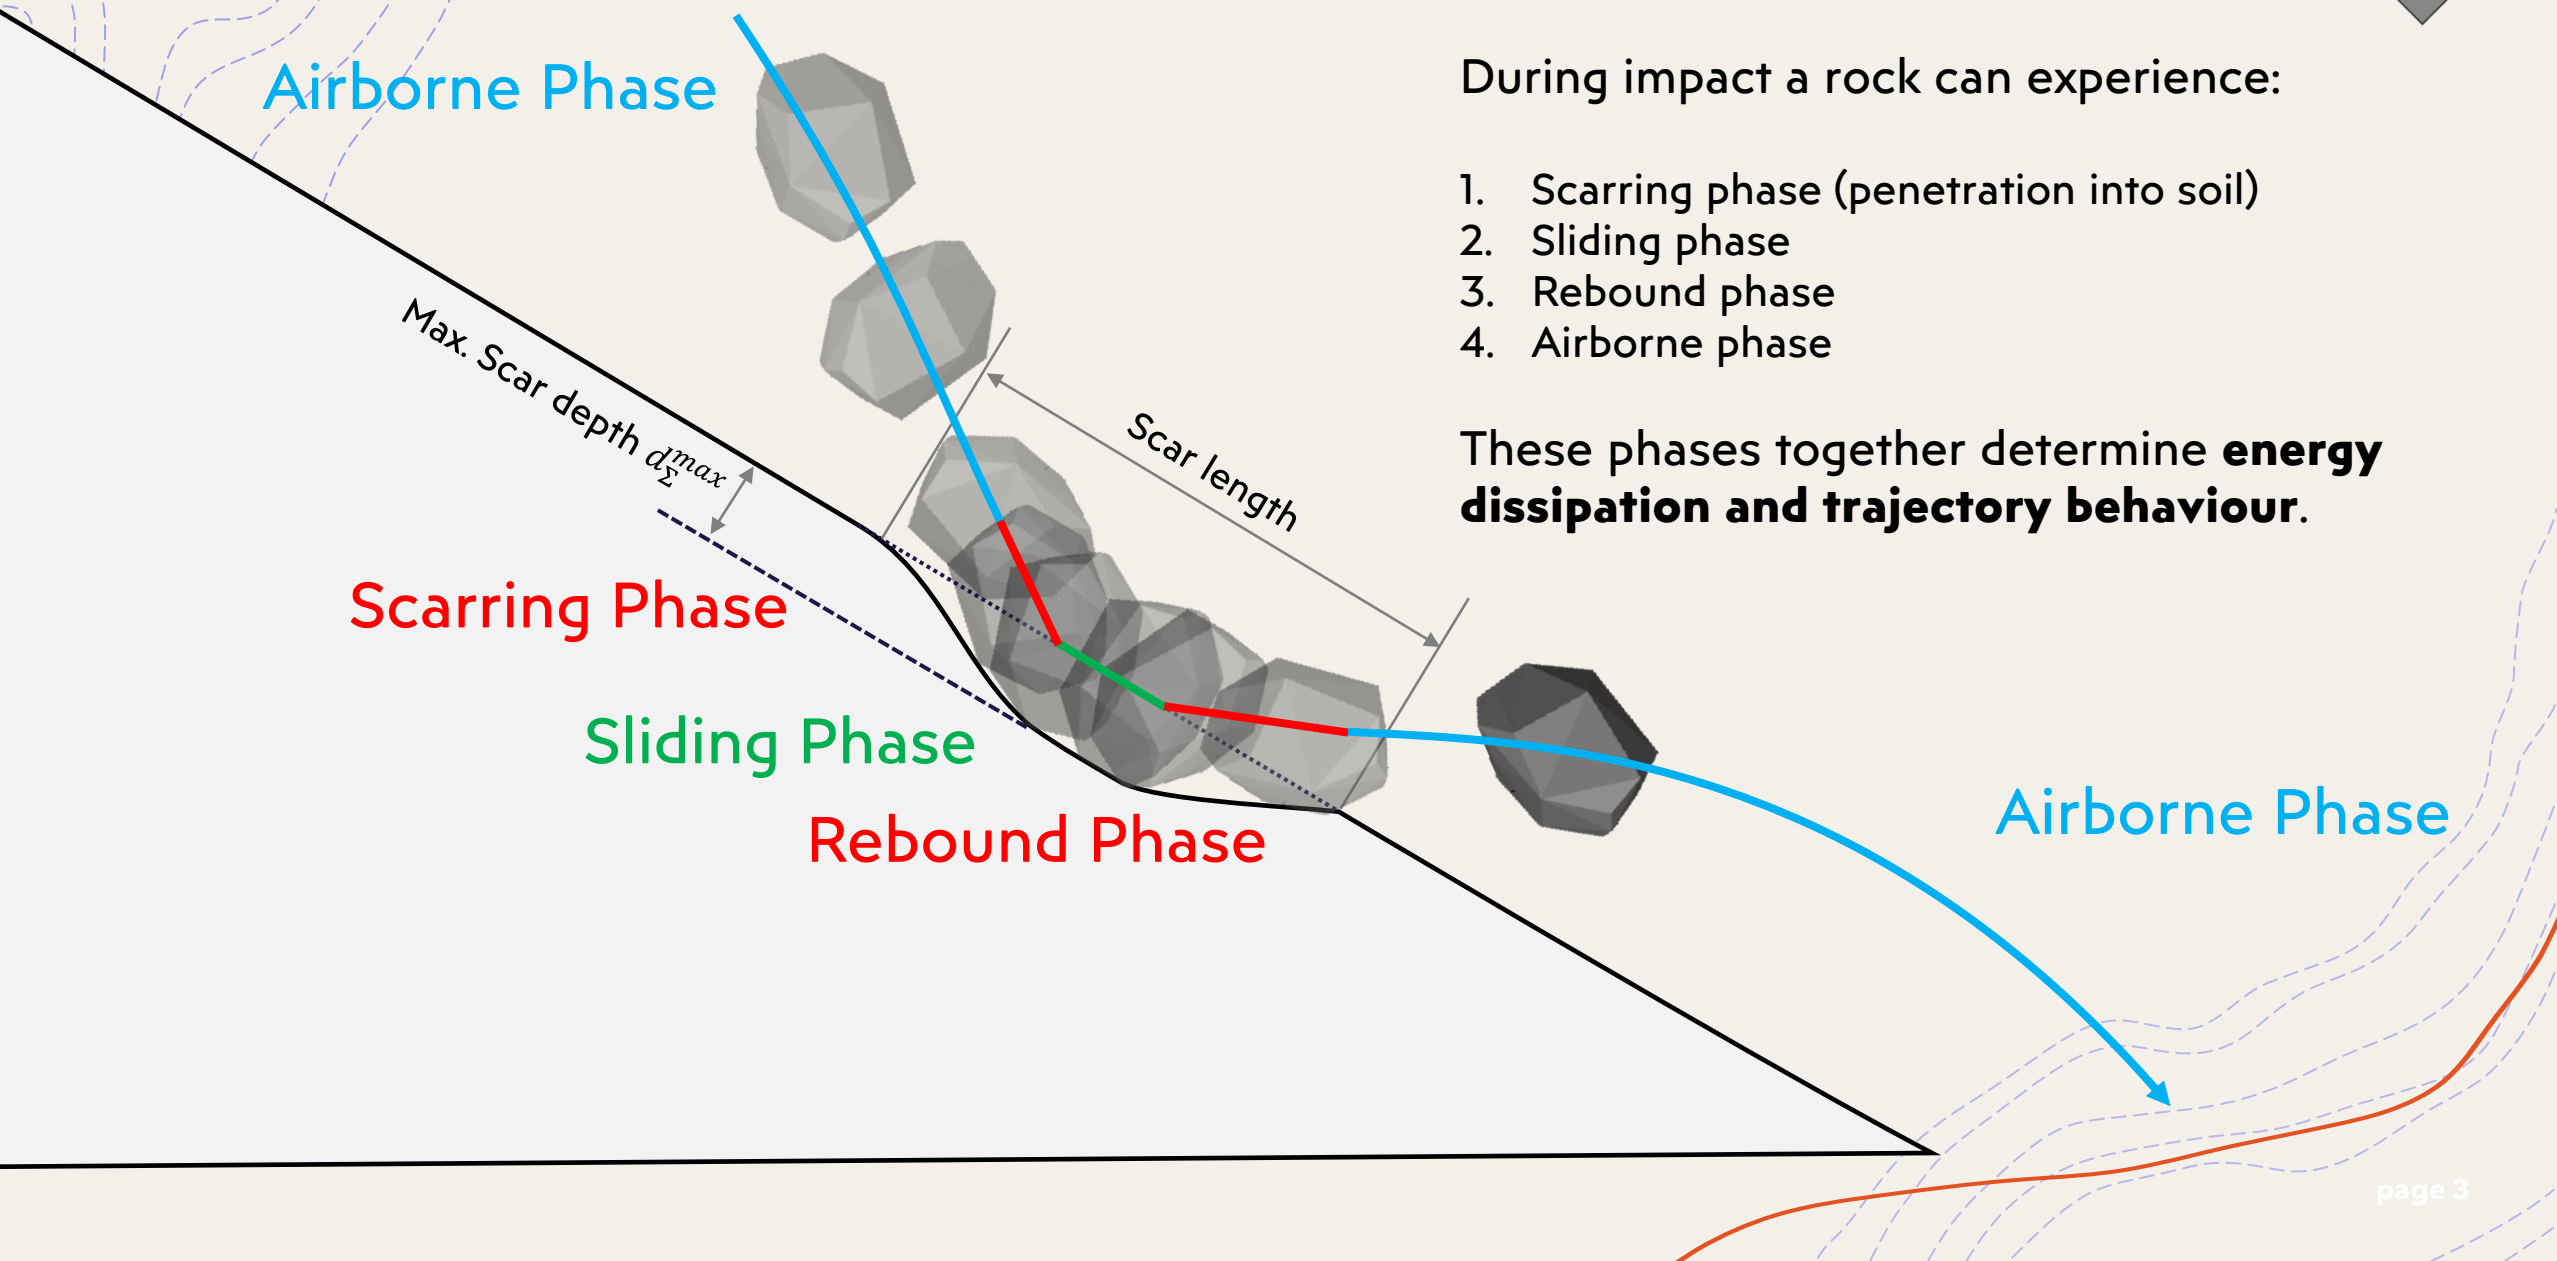 Airborne Phase
During impact a rock can experience:
1. Scarring phase (penetration into soil)
2. Sliding phase
3. Rebound phase
4. Airborne phase
These phases together determine energy
dissipation and trajectory behaviour.
Max. Scar depth d_Σ^max
Scar length
Scarring Phase
Sliding Phase
Rebound Phase
Airborne Phase
page 3